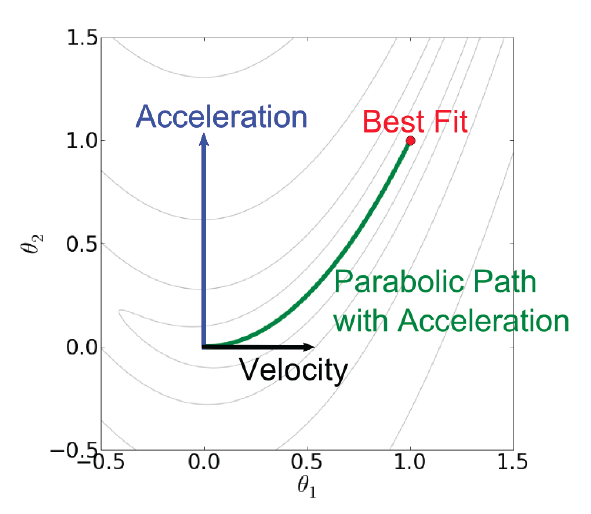 1.5
Acceleration
Best Fit
1.0
θ2
0.5
Parabolic Path
with Acceleration
0.0
Velocity
-0.5
-0.5 0.0 0.5 1.0 1.5
θ1